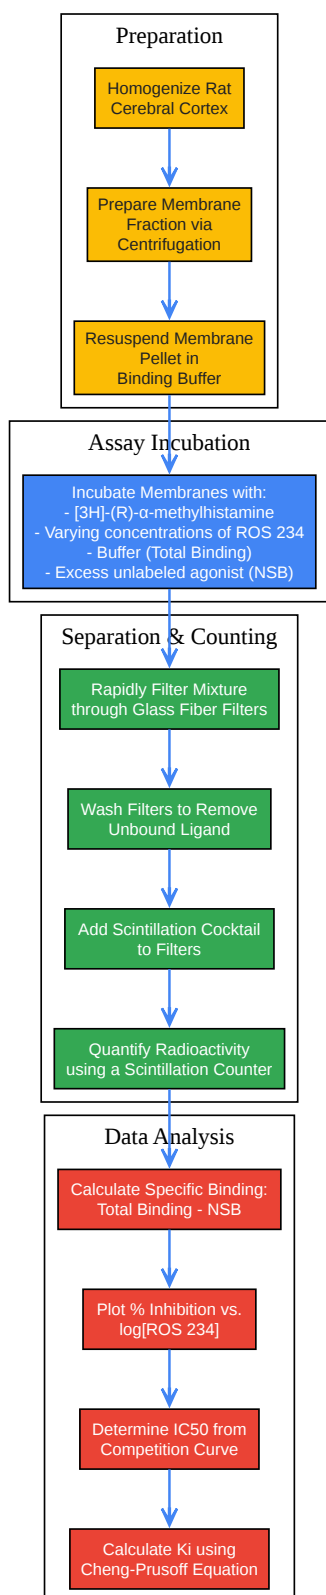 Preparation
Homogenize Rat
Cerebral Cortex
Prepare Membrane
Fraction via
Centrifugation
Resuspend Membrane
Pellet in
Binding Buffer
Assay Incubation
Incubate Membranes with:
- [3H]-(R)-α-methylhistamine
- Varying concentrations of ROS 234
- Buffer (Total Binding)
- Excess unlabeled agonist (NSB)
Separation & Counting
Rapidly Filter Mixture
through Glass Fiber Filters
Wash Filters to Remove
Unbound Ligand
Add Scintillation Cocktail
to Filters
Quantify Radioactivity
using a Scintillation Counter
Data Analysis
Calculate Specific Binding:
Total Binding - NSB
Plot % Inhibition vs.
log[ROS 234]
Determine IC50 from
Competition Curve
Calculate Ki using
Cheng-Prusoff Equation